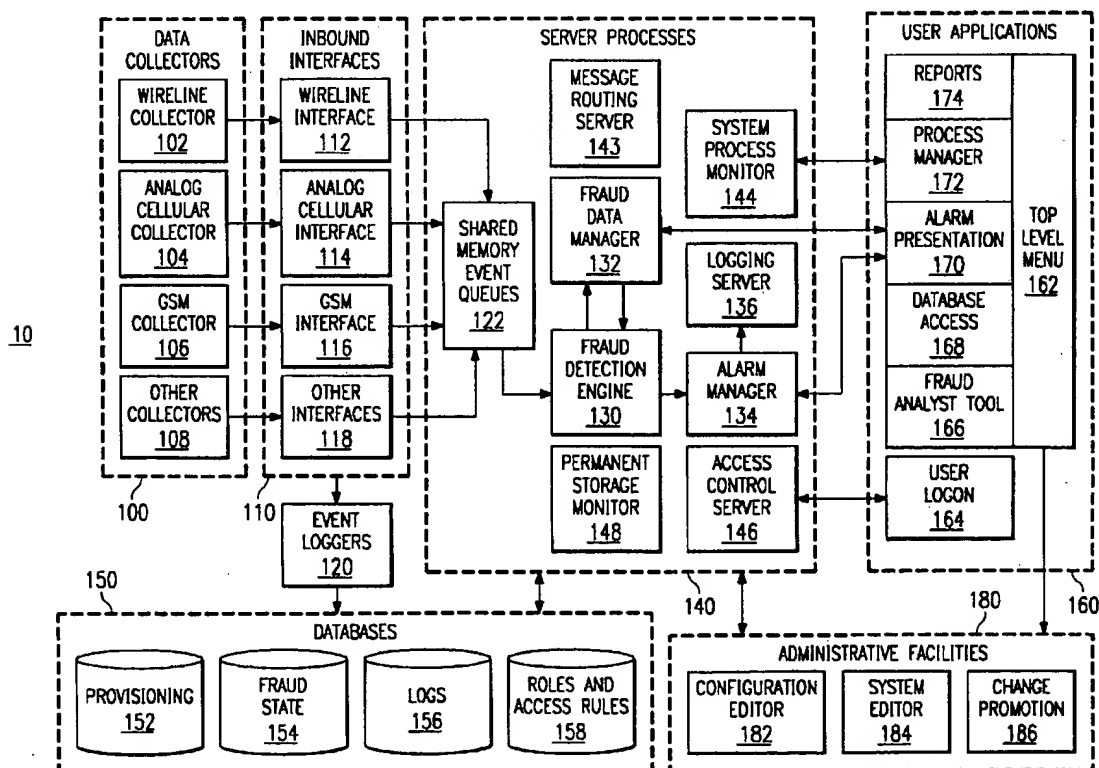 10
DATA
COLLECTORS
WIRELINE
COLLECTOR
102
ANALOG
CELLULAR
COLLECTOR
104
GSM
COLLECTOR
106
OTHER
COLLECTORS
108
100
INBOUND
INTERFACES
WIRELINE
INTERFACE
112
ANALOG
CELLULAR
INTERFACE
114
GSM
INTERFACE
116
OTHER
INTERFACES
118
110
EVENT
LOGGERS
120
SERVER PROCESSES
SHARED
MEMORY
EVENT
QUEUES
122
MESSAGE
ROUTING
SERVER
143
FRAUD
DATA
MANAGER
132
FRAUD
DETECTION
ENGINE
130
PERMANENT
STORAGE
MONITOR
148
SYSTEM
PROCESS
MONITOR
144
LOGGING
SERVER
136
ALARM
MANAGER
134
ACCESS
CONTROL
SERVER
146
140
USER APPLICATIONS
REPORTS
174
PROCESS
MANAGER
172
ALARM
PRESENTATION
170
DATABASE
ACCESS
168
FRAUD
ANALYST TOOL
166
TOP
LEVEL
MENU
162
USER
LOGON
164
160
150
DATABASES
PROVISIONING
152
FRAUD
STATE
154
LOGS
156
ROLES AND
ACCESS RULES
158
180
ADMINISTRATIVE FACILITIES
CONFIGURATION
EDITOR
182
SYSTEM
EDITOR
184
CHANGE
PROMOTION
186